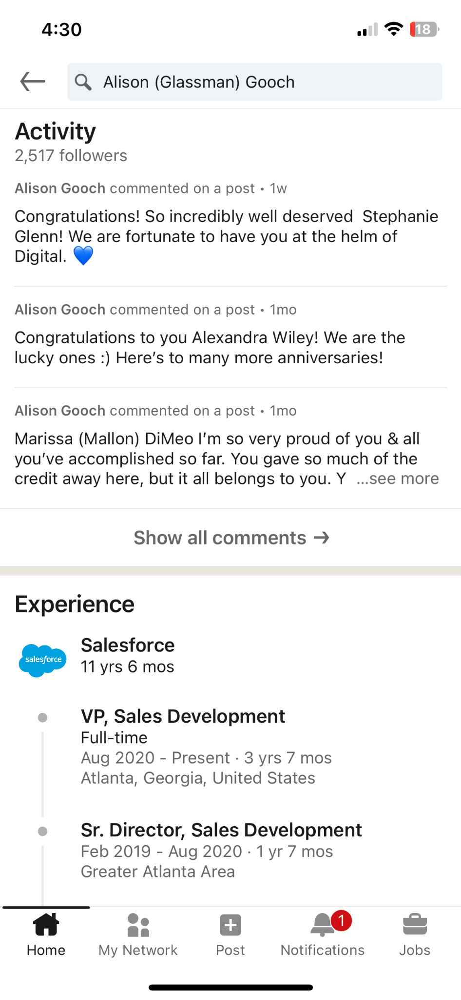 4:30
18
Alison (Glassman) Gooch
Activity
2,517 followers
Alison Gooch commented on a post • 1w
Congratulations! So incredibly well deserved  Stephanie
Glenn! We are fortunate to have you at the helm of
Digital. 💙
Alison Gooch commented on a post • 1mo
Congratulations to you Alexandra Wiley! We are the
lucky ones :) Here’s to many more anniversaries!
Alison Gooch commented on a post • 1mo
Marissa (Mallon) DiMeo I’m so very proud of you & all
you’ve accomplished so far. You gave so much of the
credit away here, but it all belongs to you. Y ...see more
Show all comments →
Experience
salesforce
Salesforce
11 yrs 6 mos
VP, Sales Development
Full-time
Aug 2020 - Present · 3 yrs 7 mos
Atlanta, Georgia, United States
Sr. Director, Sales Development
Feb 2019 - Aug 2020 · 1 yr 7 mos
Greater Atlanta Area
1
Home My Network Post Notifications Jobs